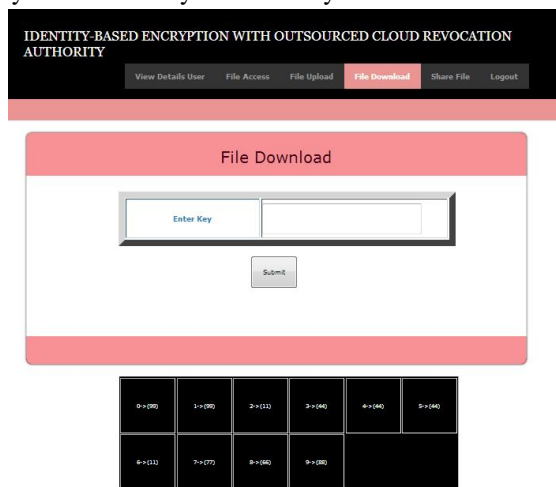 IDENTITY-BASED ENCRYPTION WITH OUTSOURCED CLOUD REVOCATION
AUTHORITY
View Details User File Access File Upload File Download Share File Logout
File Download
Enter Key
Submit
0->(99) 1->(99) 2->(11) 3->(44) 4->(44) 5->(44)
6->(11) 7->(77) 8->(66) 9->(88)